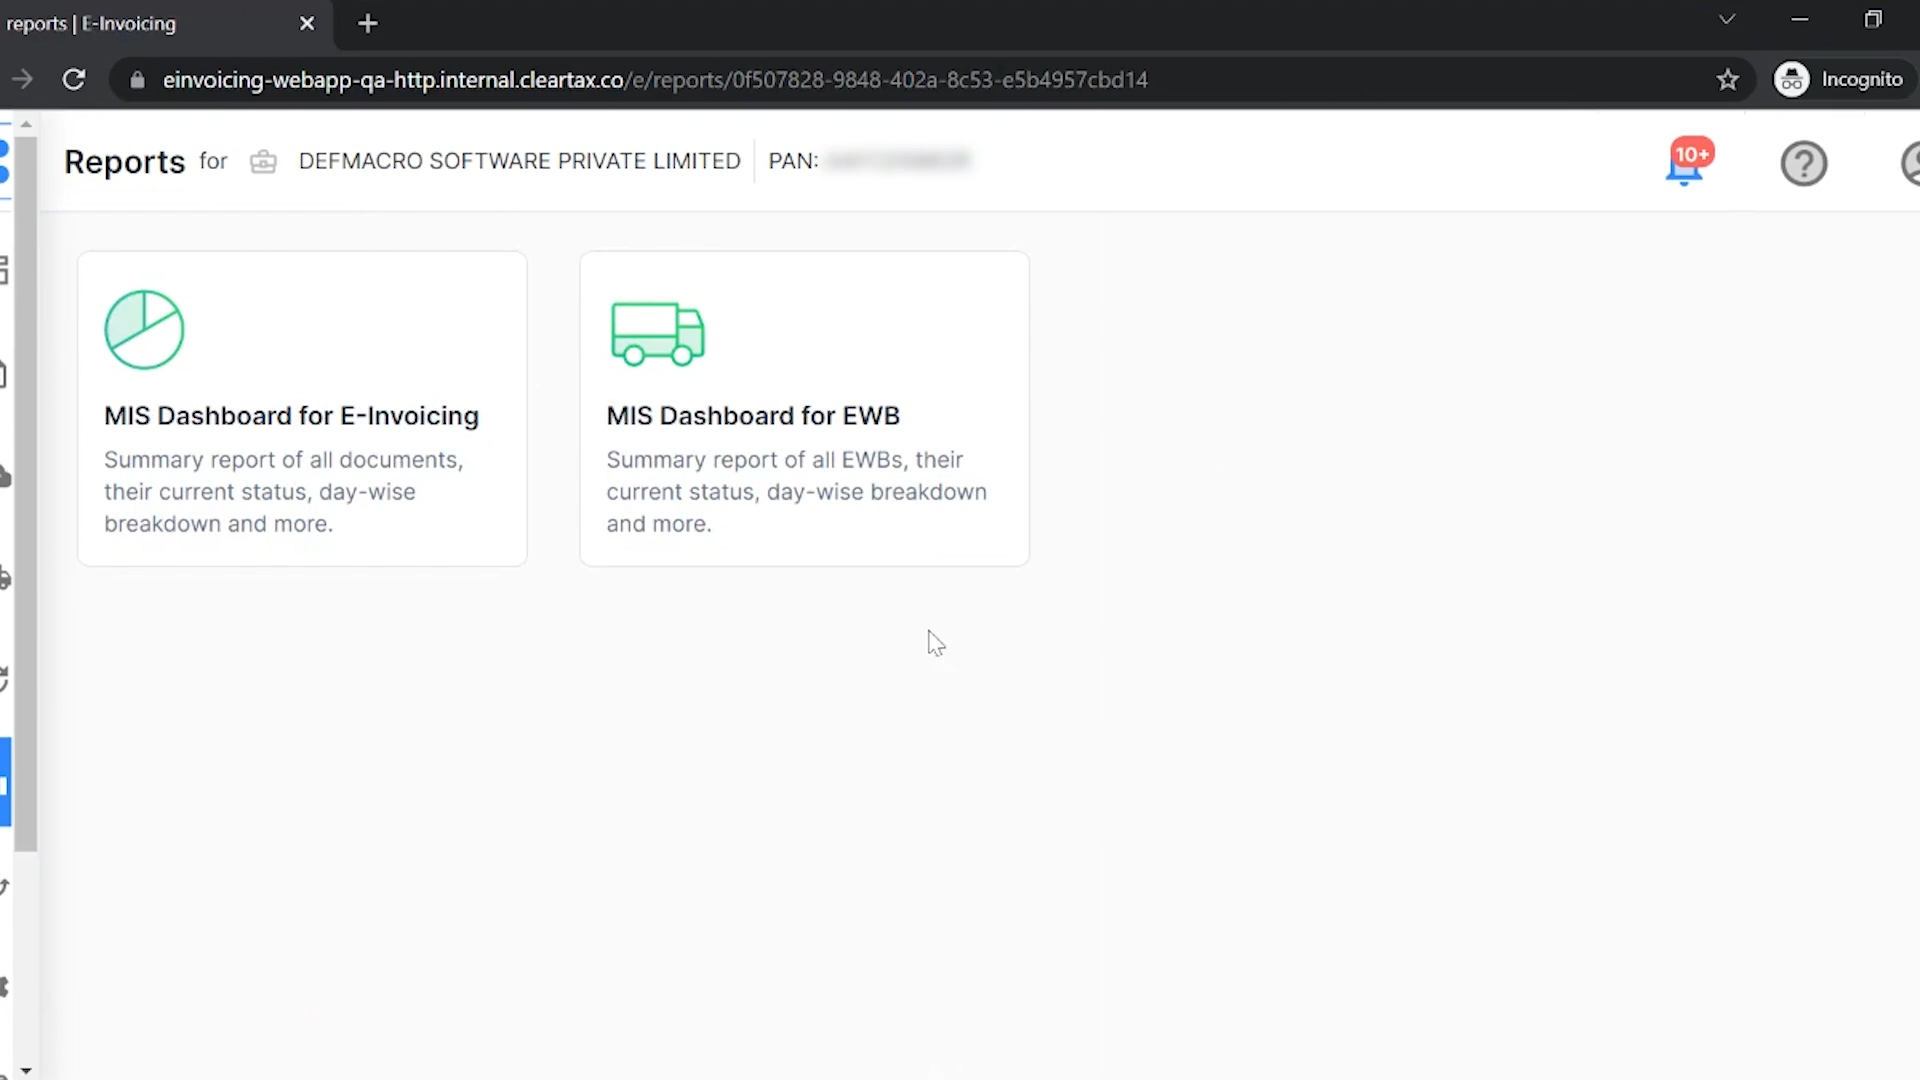 reports | E-Invoicing
einvoicing-webapp-qa-http.internal.cleartax.co/e/reports/0f507828-9848-402a-8c53-e5b4957cbd14
Incognito
Reports for DEFMACRO SOFTWARE PRIVATE LIMITED PAN:
10+
MIS Dashboard for E-Invoicing
Summary report of all documents,
their current status, day-wise
breakdown and more.
MIS Dashboard for EWB
Summary report of all EWBs, their
current status, day-wise breakdown
and more.